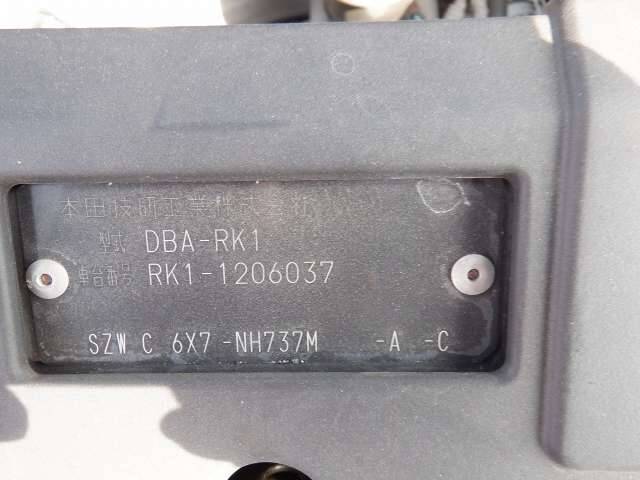 本田技研工業株式会社
型式 DBA-RK1
車台番号 RK1-1206037
SZW C 6X7 -NH737M -A -C